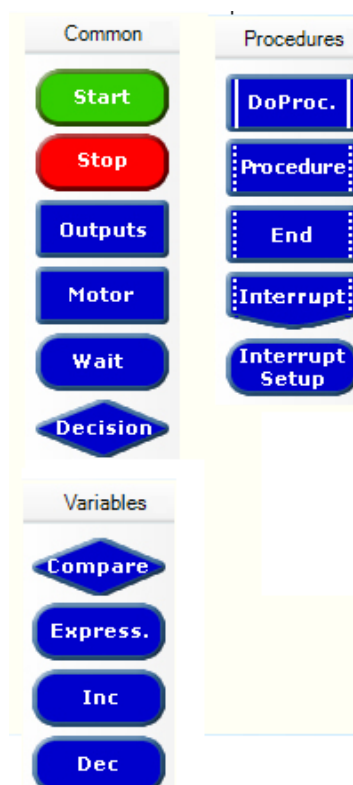 Common
Start
Stop
Outputs
Motor
Wait
Decision
Procedures
DoProc.
Procedure
End
Interrupt
Interrupt
Setup
Variables
Compare
Express.
Inc
Dec